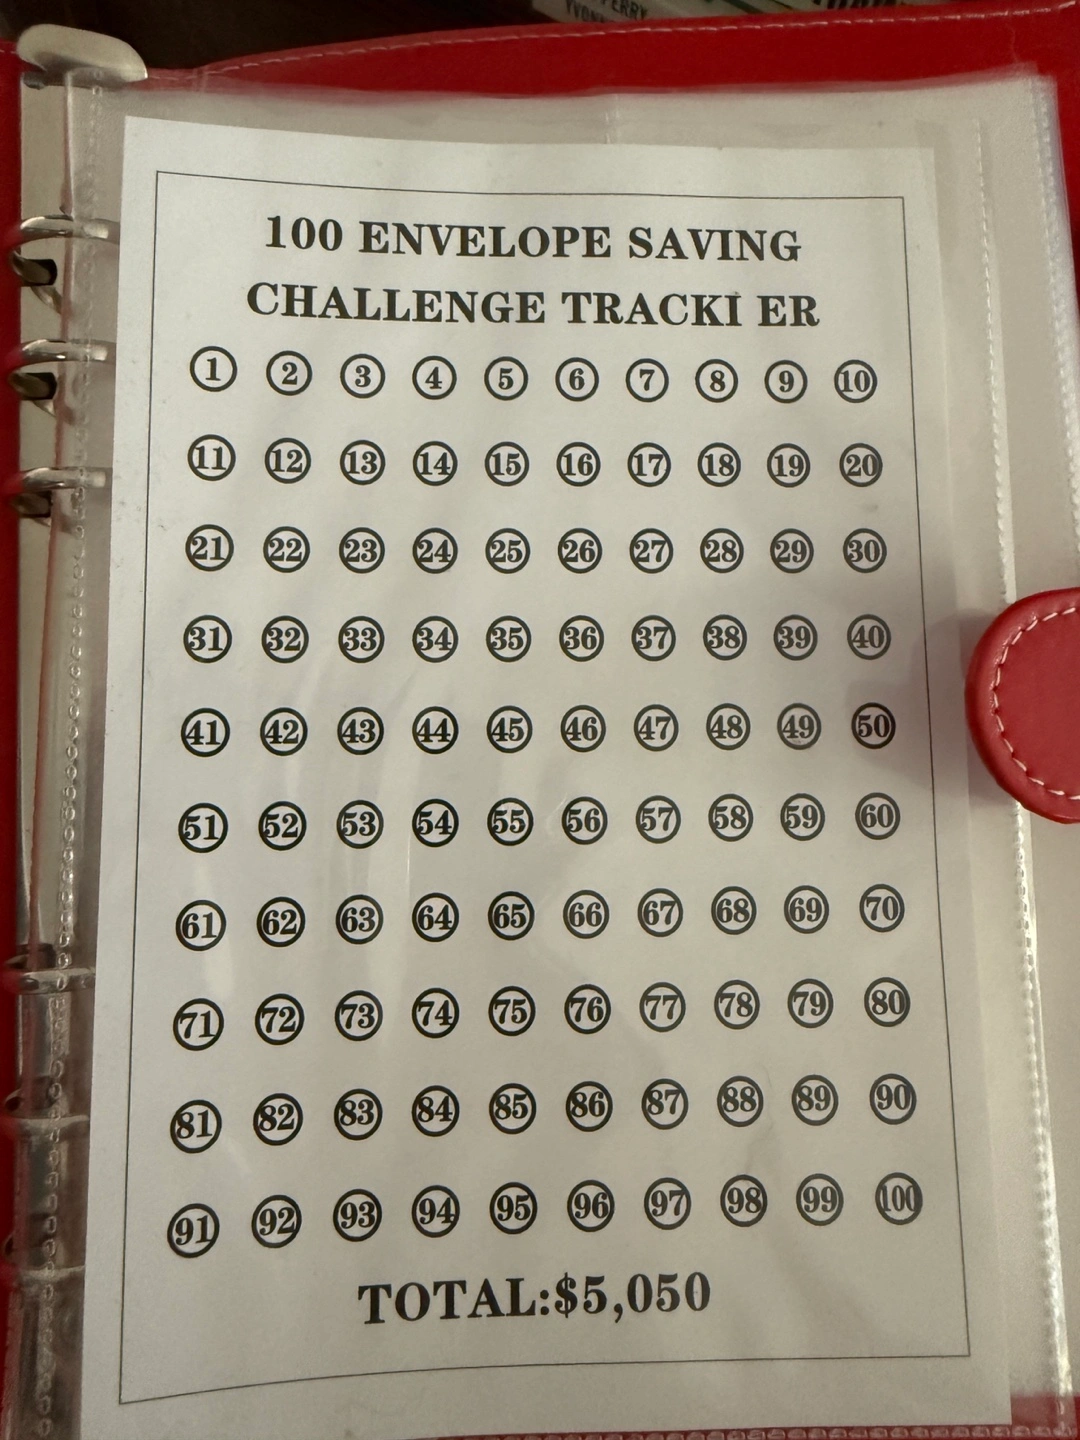 PERRY
100 ENVELOPE SAVING
CHALLENGE TRACKI ER
1 2 3 4 5 6 7 8 9 10
11 12 13 14 15 16 17 18 19 20
21 22 23 24 25 26 27 28 29 30
31 32 33 34 35 36 37 38 39 40
41 42 43 44 45 46 47 48 49 50
51 52 53 54 55 56 57 58 59 60
61 62 63 64 65 66 67 68 69 70
71 72 73 74 75 76 77 78 79 80
81 82 83 84 85 86 87 88 89 90
91 92 93 94 95 96 97 98 99 100
TOTAL:$5,050